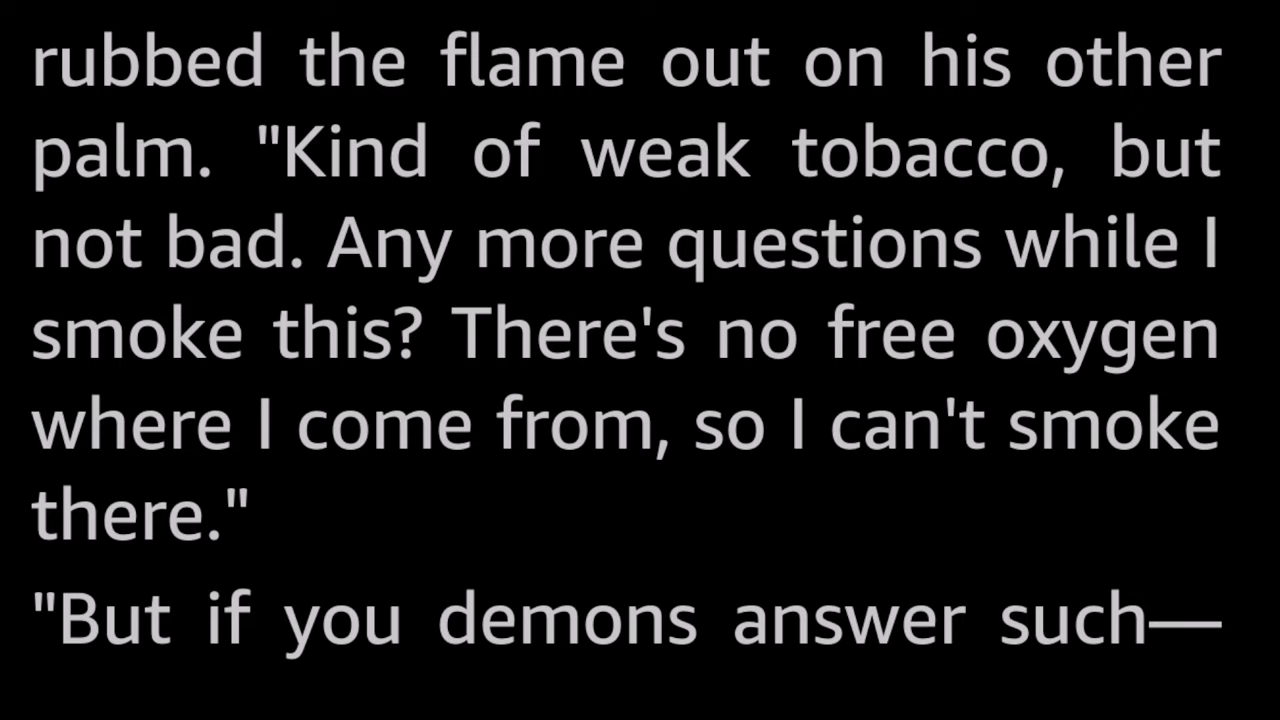 rubbed the flame out on his other
palm. "Kind of weak tobacco, but
not bad. Any more questions while I
smoke this? There's no free oxygen
where I come from, so I can't smoke
there."
"But if you demons answer such—